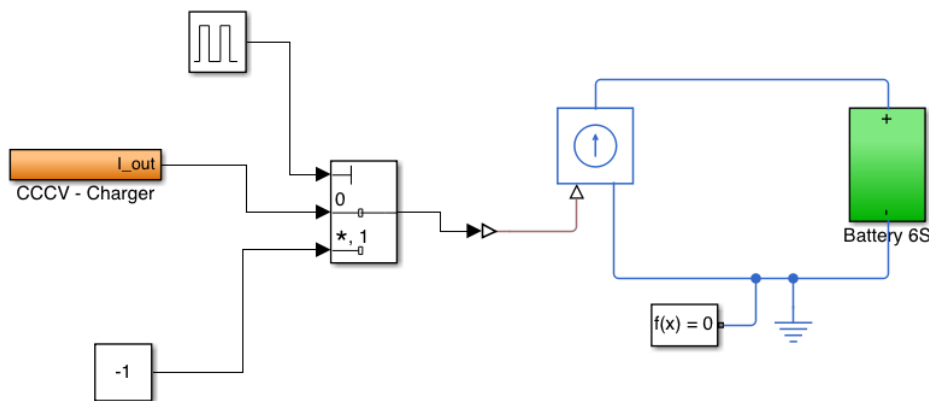 I_out
CCCV - Charger
0
*, 1
-1
+
-
Battery 6S
f(x) = 0